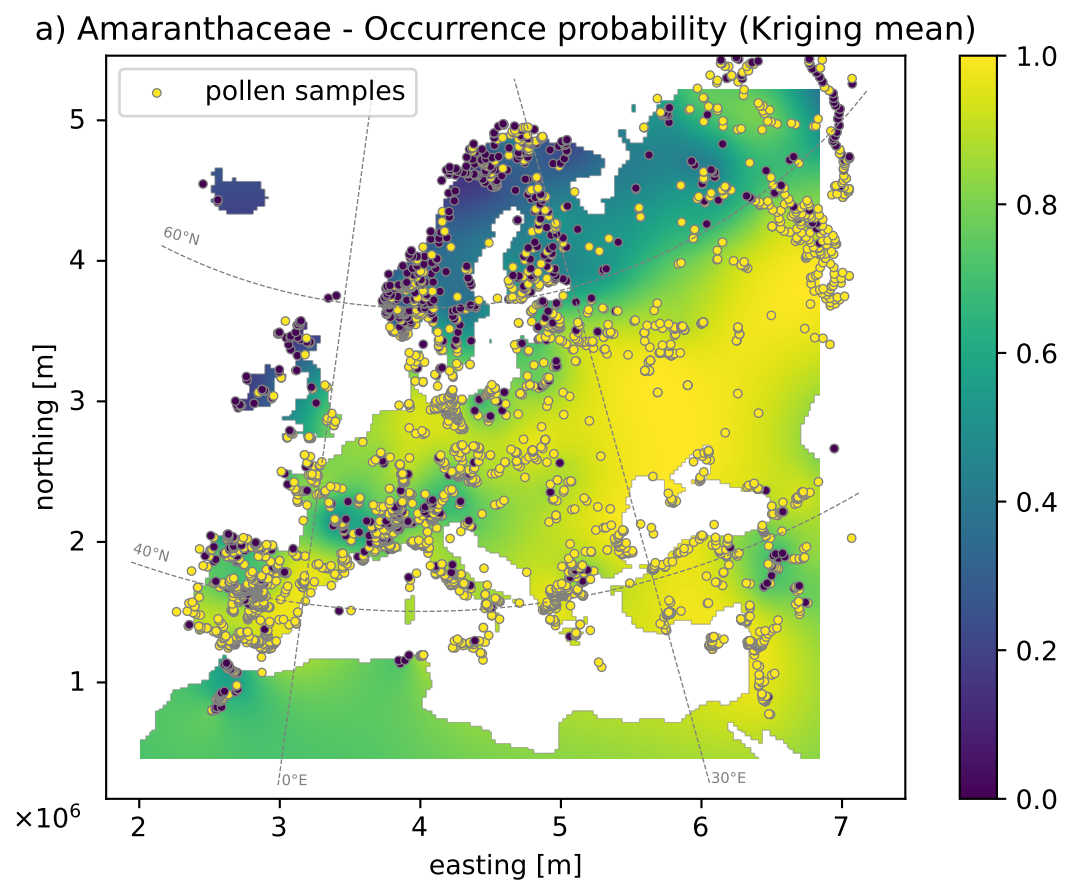 a) Amaranthaceae - Occurrence probability (Kriging mean)
pollen samples
1.0
0.8
0.6
0.4
0.2
0.0
northing [m]
5
4
3
2
1
60°N
40°N
0°E
30°E
×10⁶
2 3 4 5 6 7
easting [m]